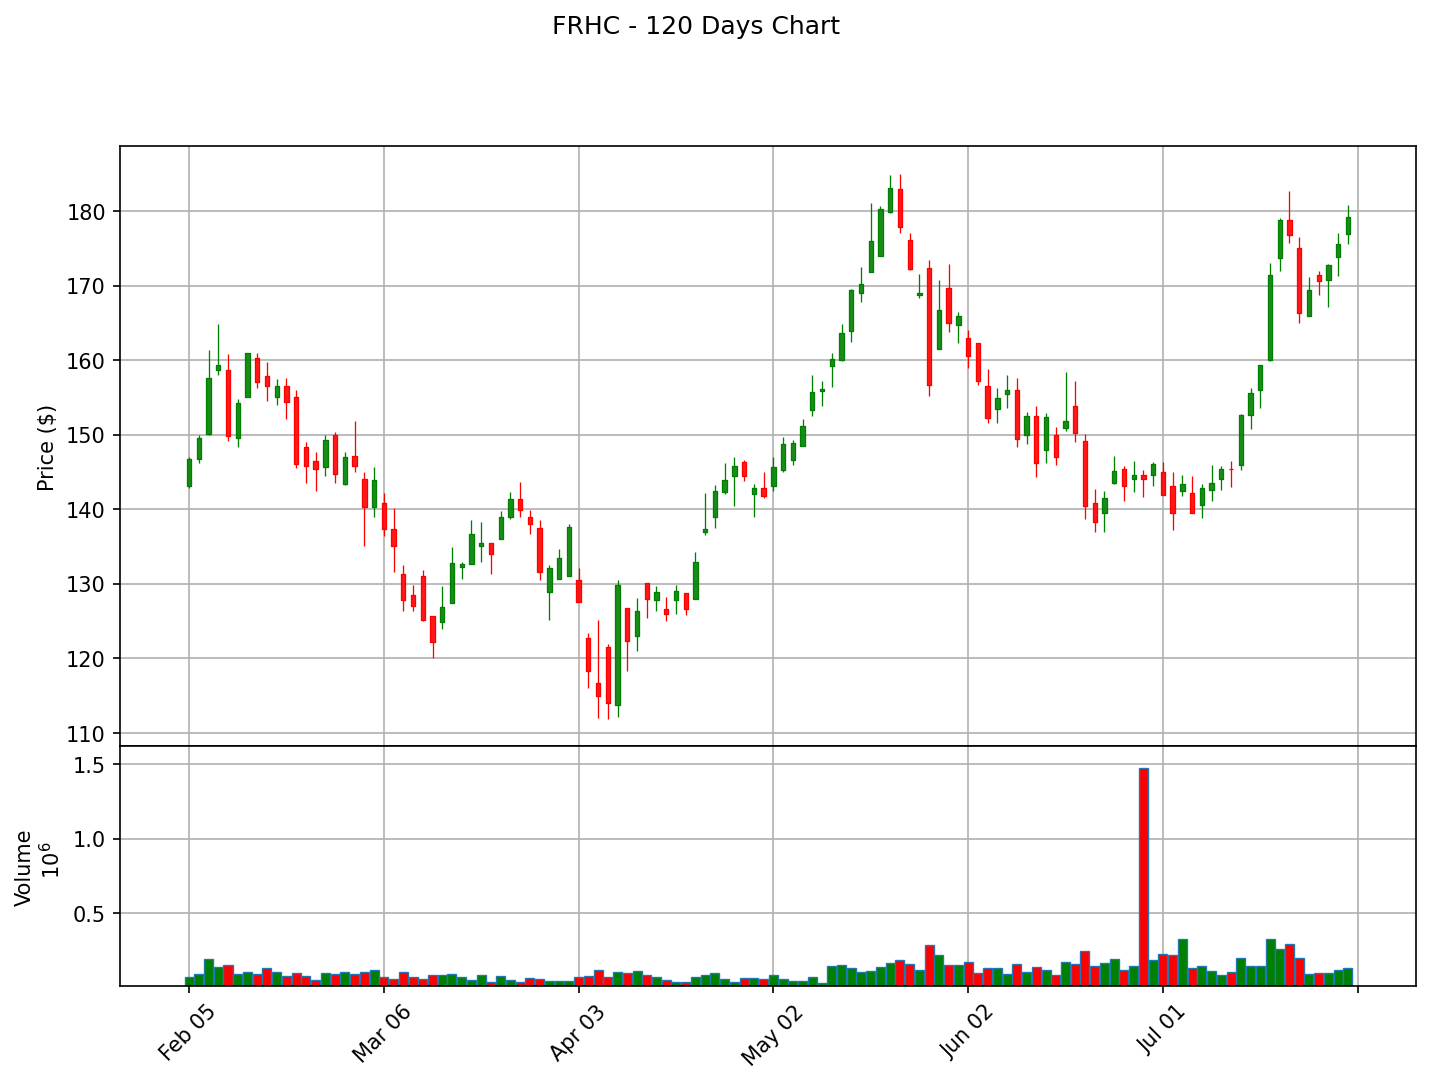 FRHC - 120 Days Chart
Price ($)
180
170
160
150
140
130
120
110
Volume
10⁶
1.5
1.0
0.5
Feb 05
Mar 06
Apr 03
May 02
Jun 02
Jul 01